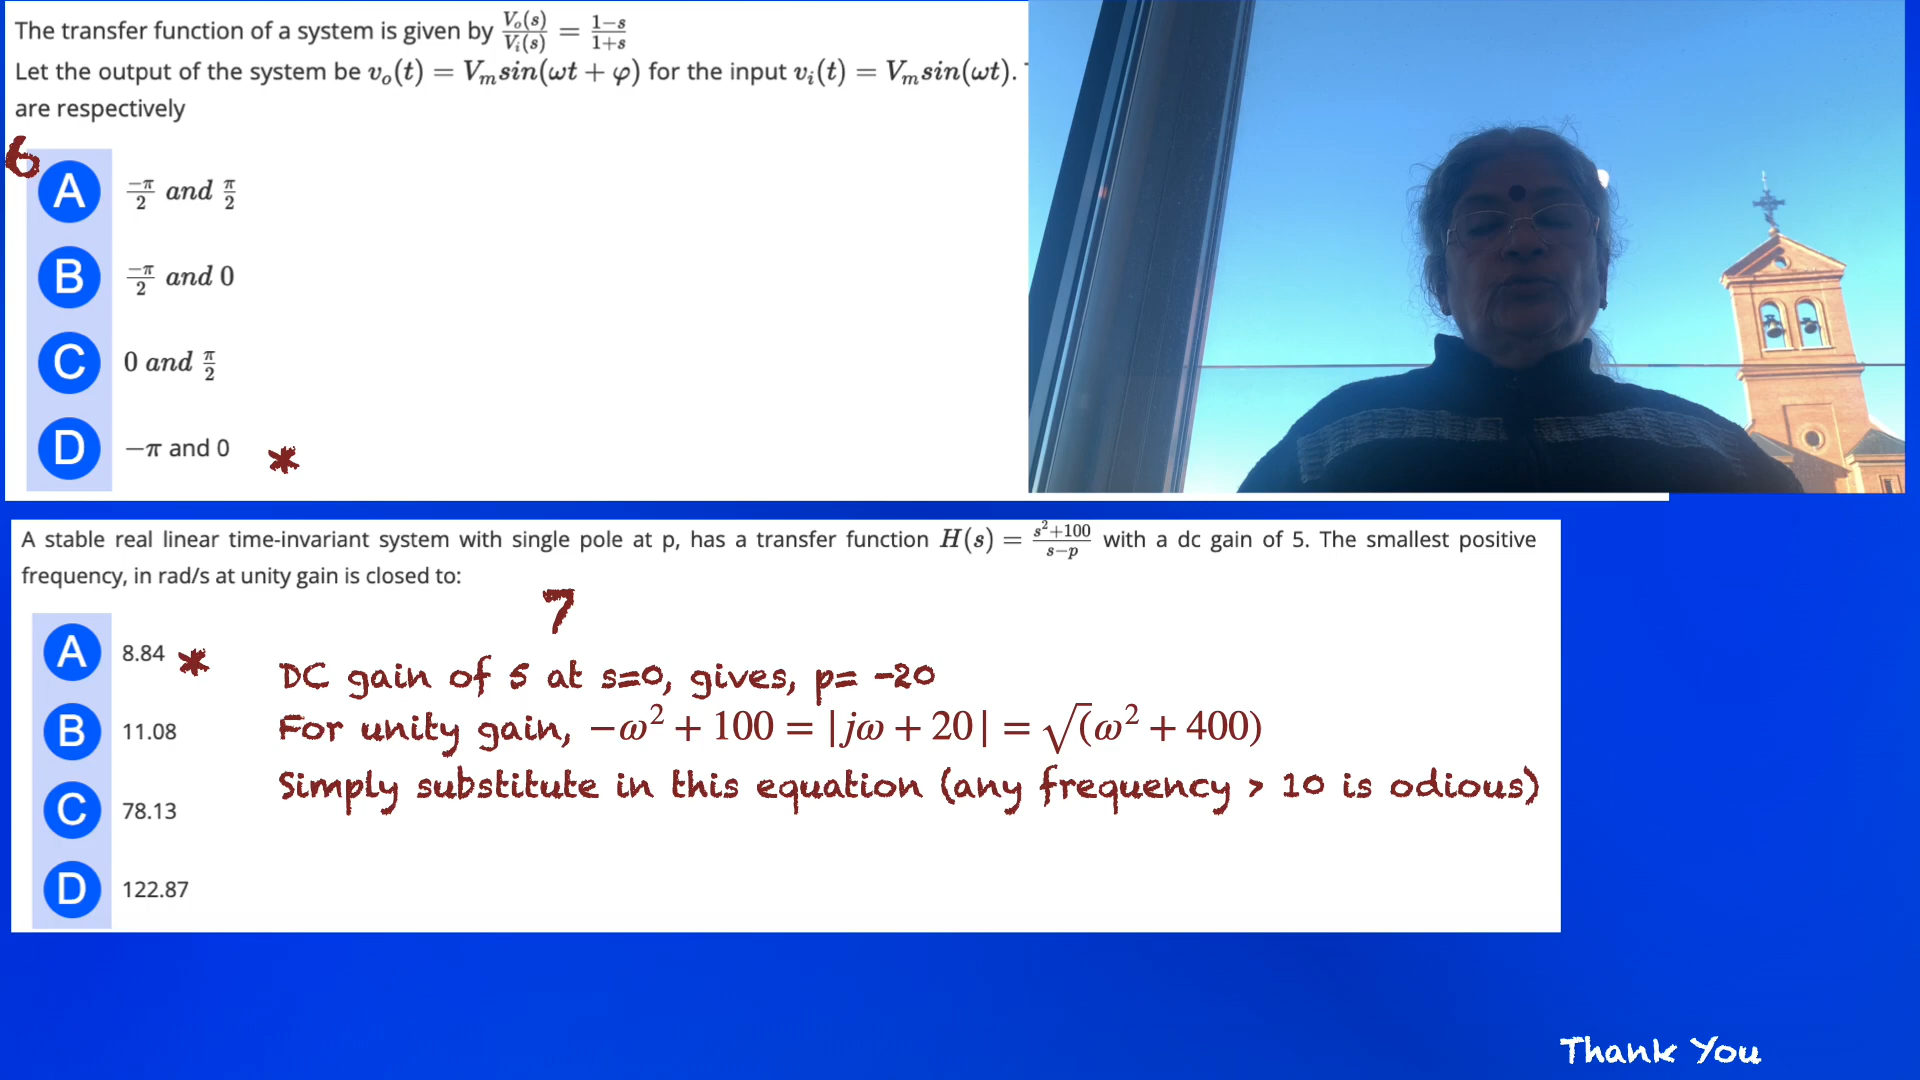 The transfer function of a system is given by Vo(s)/Vi(s) = 1−s/1+s
Let the output of the system be vo(t) = Vmsin(ωt + φ) for the input vi(t) = Vmsin(ωt).
are respectively
6
A −π/2 and π/2
B −π/2 and 0
C 0 and π/2
D −π and 0 *
A stable real linear time-invariant system with single pole at p, has a transfer function H(s) = s²+100/s−p with a dc gain of 5. The smallest positive
frequency, in rad/s at unity gain is closed to:
7
A 8.84 *
DC gain of 5 at s=0, gives, p= -20
B 11.08
For unity gain, −ω² + 100 = |jω + 20| = √(ω² + 400)
Simply substitute in this equation (any frequency > 10 is odious)
C 78.13
D 122.87
Thank You